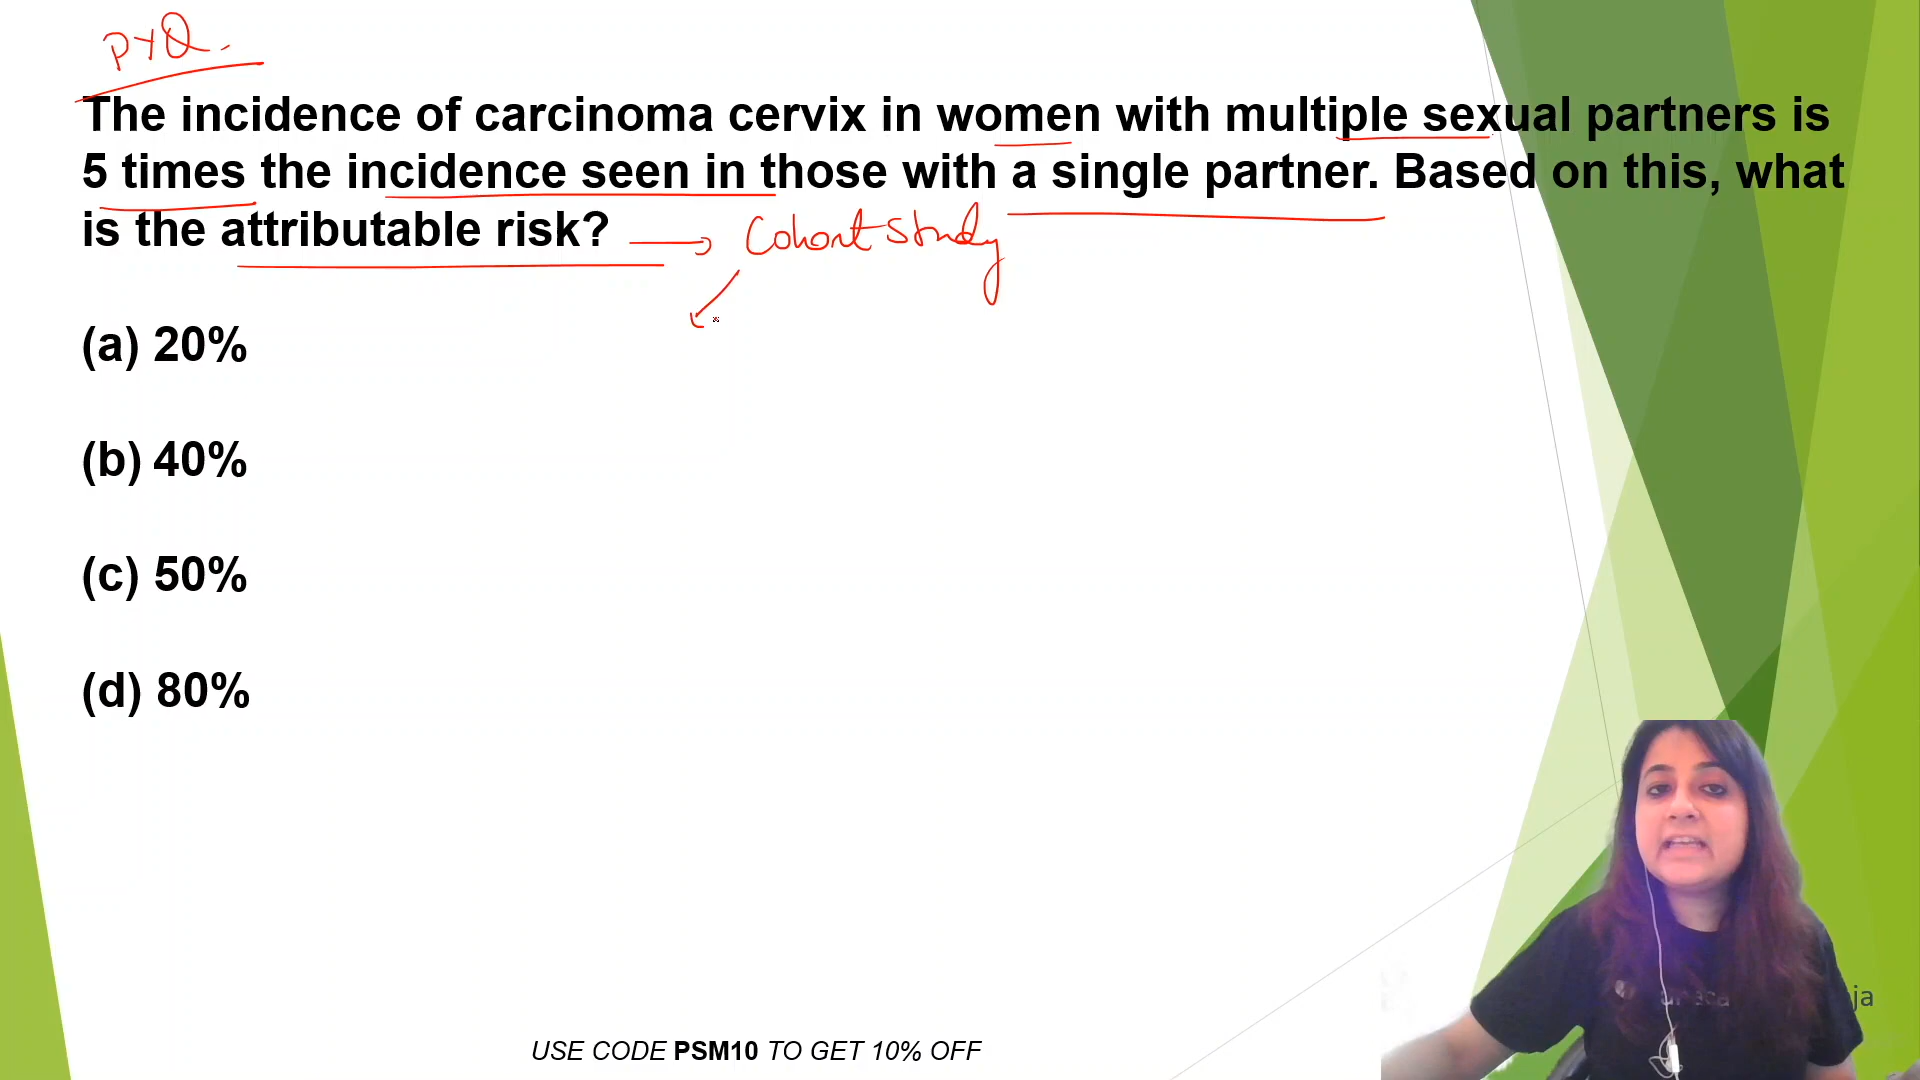 PYQ.
The incidence of carcinoma cervix in women with multiple sexual partners is
5 times the incidence seen in those with a single partner. Based on this, what
is the attributable risk? → Cohort Study
(a) 20%
(b) 40%
(c) 50%
(d) 80%
ja
USE CODE PSM10 TO GET 10% OFF